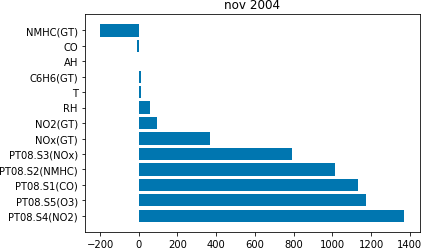 nov 2004
NMHC(GT)
CO
AH
C6H6(GT)
T
RH
NO2(GT)
NOx(GT)
PT08.S3(NOx)
PT08.S2(NMHC)
PT08.S1(CO)
PT08.S5(O3)
PT08.S4(NO2)
−200 0 200 400 600 800 1000 1200 1400